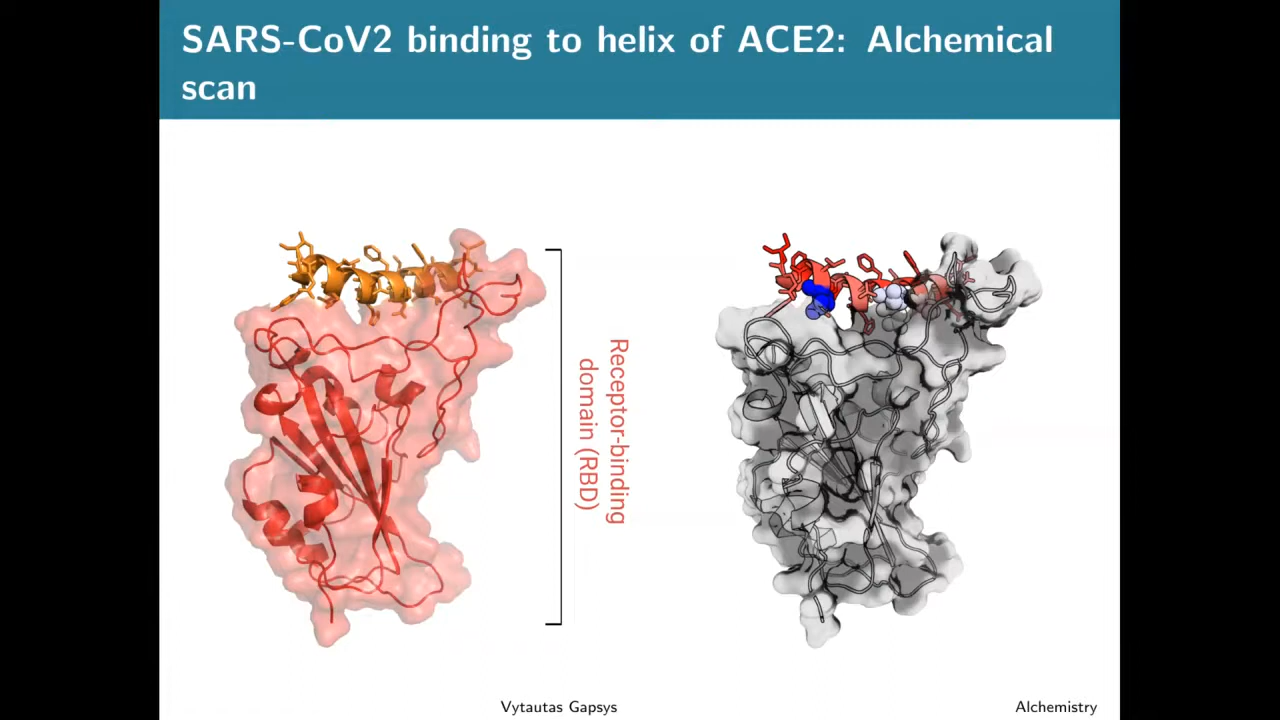 SARS-CoV2 binding to helix of ACE2: Alchemical
scan
Receptor-binding
domain (RBD)
Vytautas Gapsys
Alchemistry